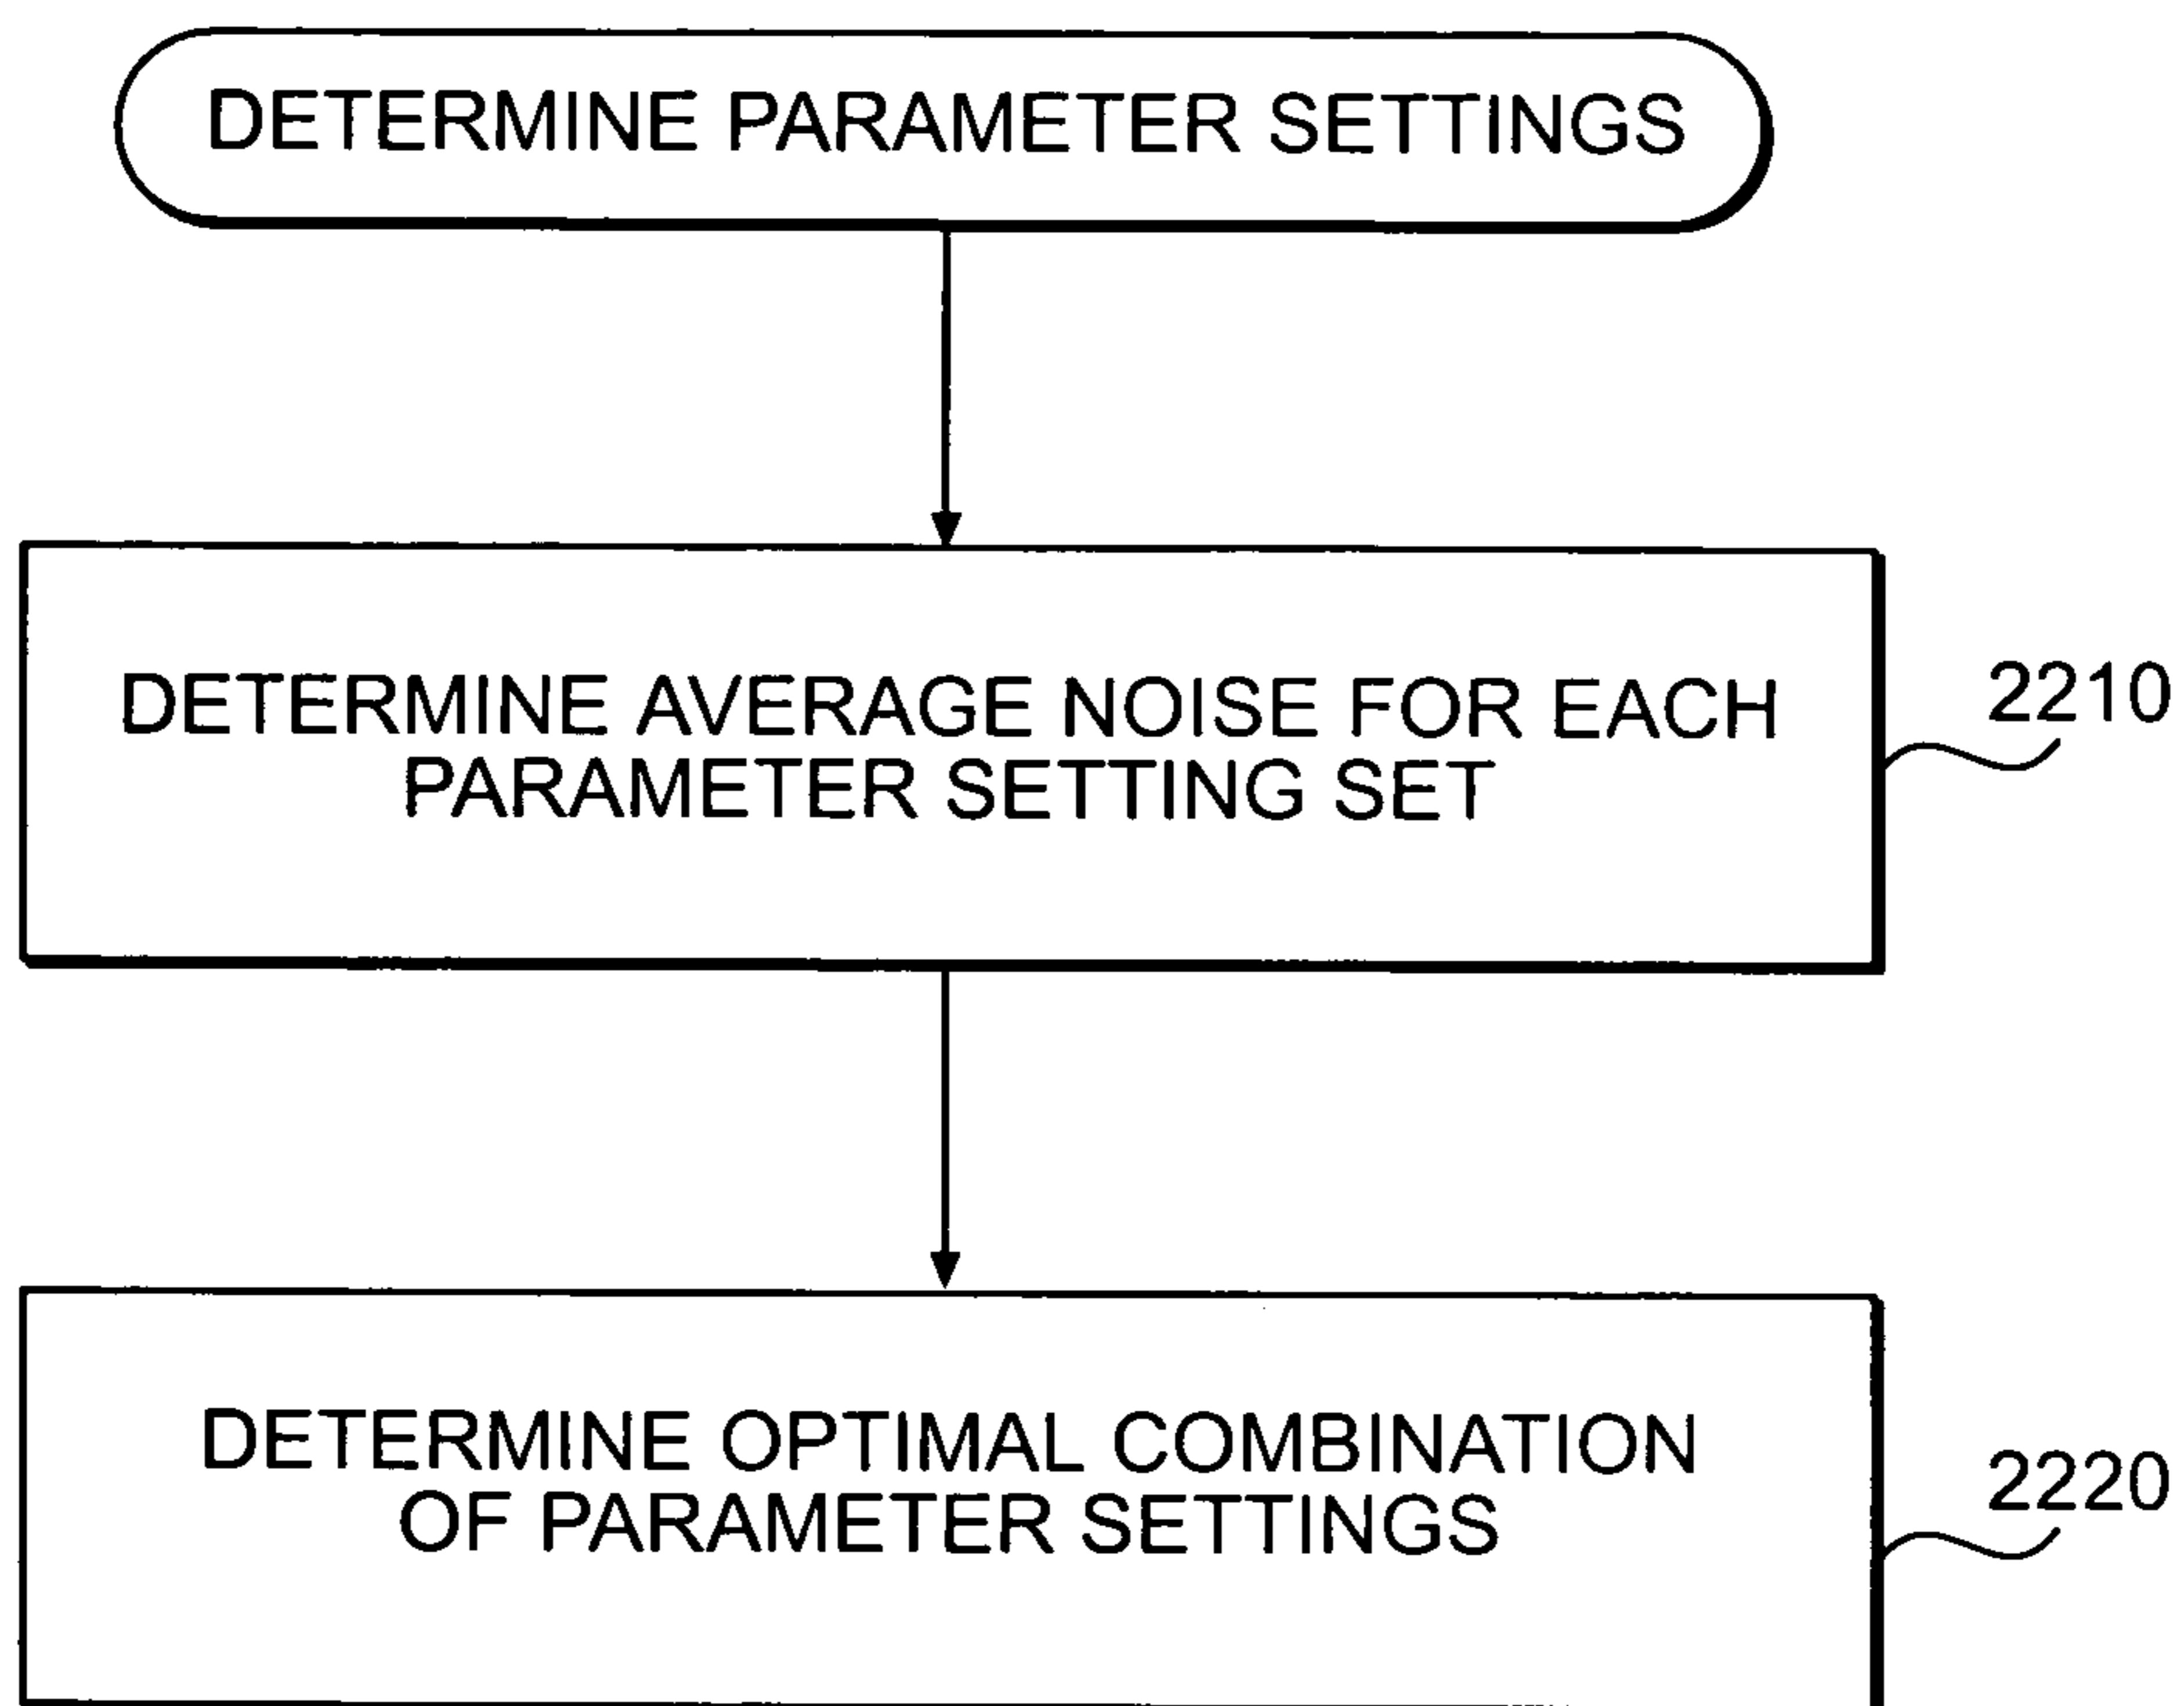 DETERMINE PARAMETER SETTINGS
DETERMINE AVERAGE NOISE FOR EACH
PARAMETER SETTING SET
2210
DETERMINE OPTIMAL COMBINATION
OF PARAMETER SETTINGS
2220